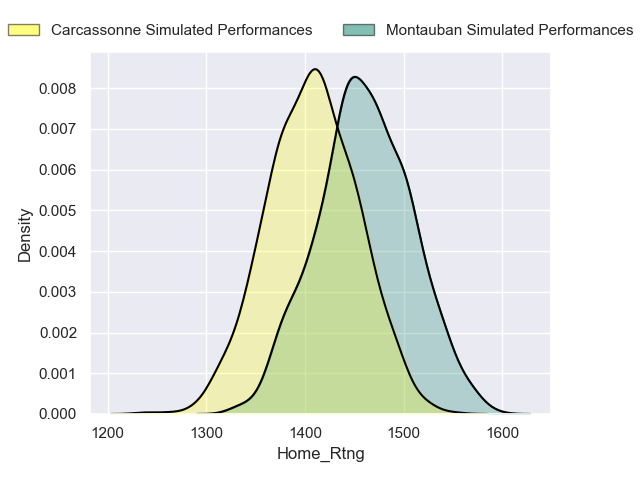 Carcassonne Simulated Performances
Montauban Simulated Performances
0.008
0.007
0.006
0.005
0.004
0.003
0.002
0.001
0.000
Density
1200 1300 1400 1500 1600
Home_Rtng